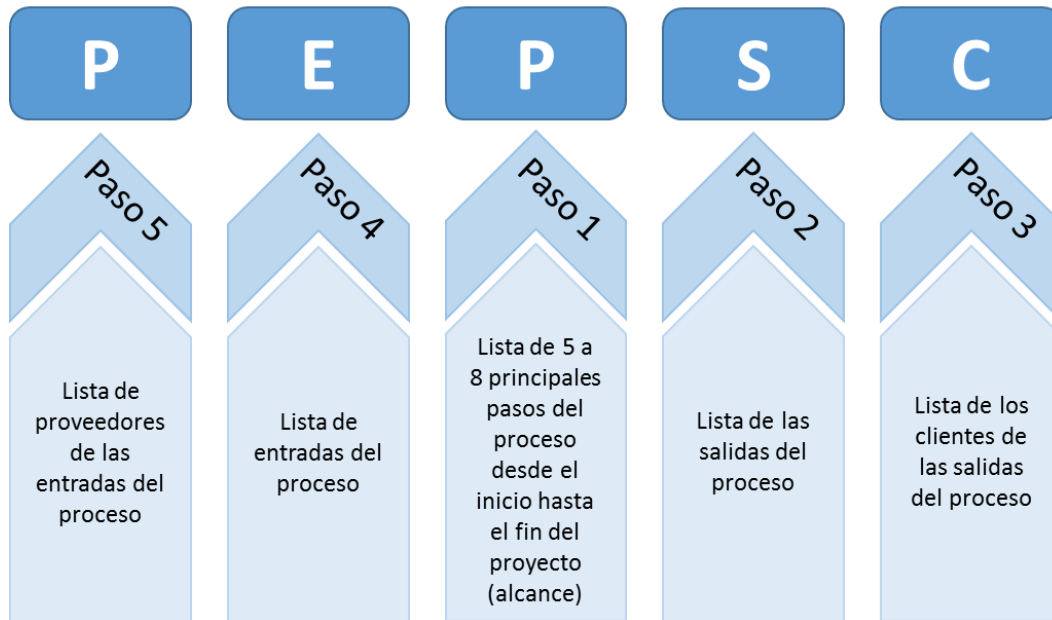 P
E
P
S
C
Paso 5
Paso 4
Paso 1
Paso 2
Paso 3
Lista de
proveedores
de las
entradas del
proceso
Lista de
entradas del
proceso
Lista de 5 a
8 principales
pasos del
proceso
desde el
inicio hasta
el fin del
proyecto
(alcance)
Lista de las
salidas del
proceso
Lista de los
clientes de
las salidas
del proceso